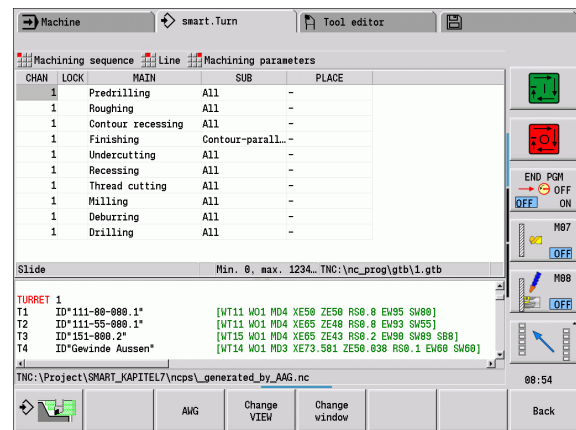 Machine
smart.Turn
Tool editor
Machining sequence Line Machining parameters
CHAN LOCK MAIN SUB PLACE
1 Predrilling All -
1 Roughing All -
1 Contour recessing All -
1 Finishing Contour-parall… -
1 Undercutting All -
1 Recessing All -
1 Thread cutting All -
1 Milling All -
1 Deburring All -
1 Drilling All -
Slide Min. 0, max. 1234… TNC:\nc_prog\gtb\1.gtb
TURRET 1
T1 ID"111-80-080.1" [WT11 WO1 MD4 XE50 ZE50 RS0.8 EW95 SW80]
T2 ID"111-55-080.1" [WT11 WO1 MD4 XE65 ZE48 RS0.8 EW93 SW55]
T3 ID"151-800.2" [WT15 WO1 MD4 XE65 ZE43 RS0.2 EW90 SW89 SB8]
T4 ID"Gewinde Aussen" [WT14 WO1 MD3 XE73.581 ZE50.038 RS0.1 EW60 SW60]
TNC:\Project\SMART_KAPITEL7\ncps\_generated_by_AAG.nc
AWG
Change
VIEW
Change
window
END PGM
OFF
OFF ON
M07
OFF
M08
OFF
08:54
Back